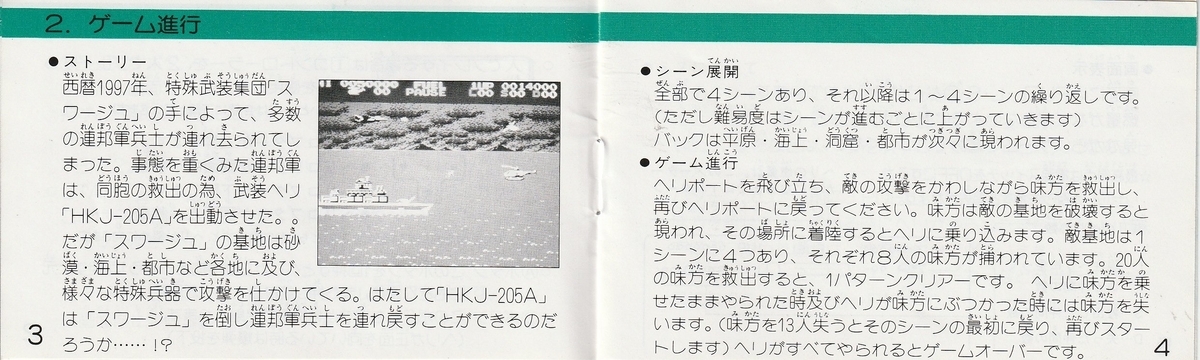 2. ゲーム進行
●ストーリー
西暦1997年、特殊武装集団「ス
ワージュ」の手によって、多数
の連邦軍兵士が連れ去られてし
まった。事態を重くみた連邦軍
は、同胞の救出の為、武装ヘリ
「HKJ-205A」を出動させた。。
だが「スワージュ」の基地は砂
漠・海上・都市など各地に及び、
様々な特殊兵器で攻撃を仕かけてくる。はたして「HKJ-205A」
は「スワージュ」を倒し連邦軍兵士を連れ戻すことができるのだ
ろうか……!?
PAUSE
3
●シーン展開
全部で4シーンあり、それ以降は1〜4シーンの繰り返しです。
(ただし難易度はシーンが進むごとに上がっていきます)
バックは平原・海上・洞窟・都市が次々に現われます。
●ゲーム進行
ヘリポートを飛び立ち、敵の攻撃をかわしながら味方を救出し、
再びヘリポートに戻ってください。味方は敵の基地を破壊すると
現われ、その場所に着陸するとヘリに乗り込みます。敵基地は1
シーンに4つあり、それぞれ8人の味方が捕われています。20人
の味方を救出すると、1パターンクリアーです。 ヘリに味方を乗
せたままやられた時及びヘリが味方にぶつかった時には味方を失
います。(味方を13人失うとそのシーンの最初に戻り、再びスター
トします)ヘリがすべてやられるとゲームオーバーです。
4